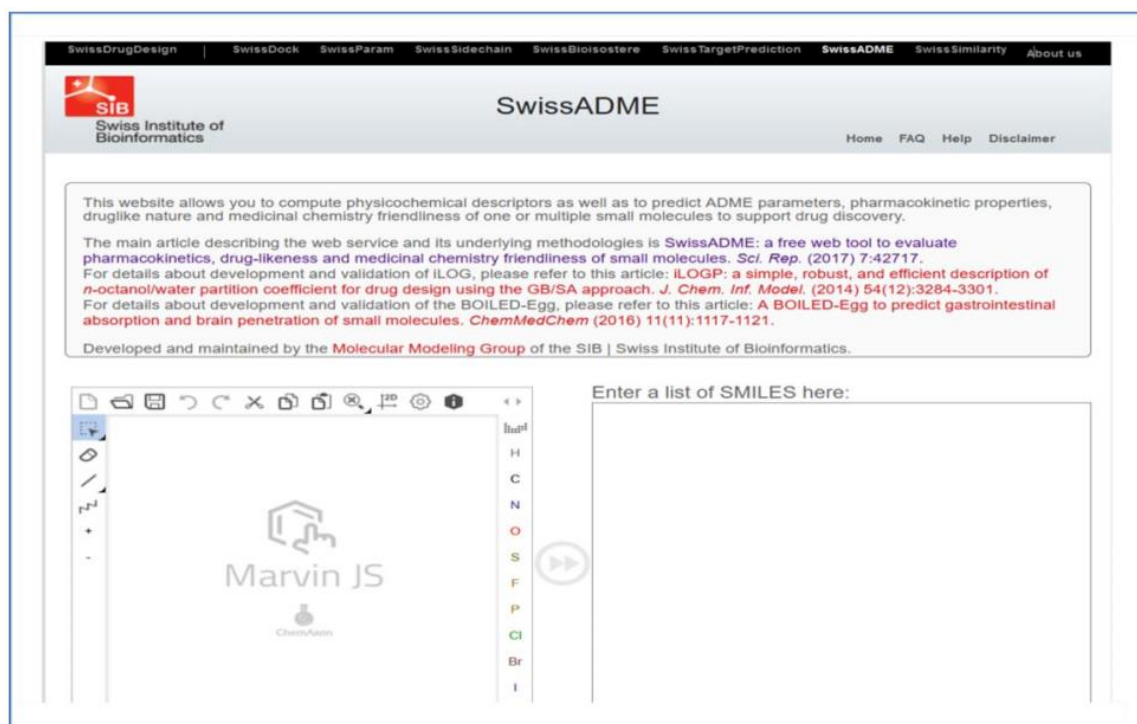 SwissDrugDesign | SwissDock SwissParam SwissSidechain SwissBioisostere SwissTargetPrediction SwissADME SwissSimilarity About us
SIB
Swiss Institute of
Bioinformatics
SwissADME
Home FAQ Help Disclaimer
This website allows you to compute physicochemical descriptors as well as to predict ADME parameters, pharmacokinetic properties,
druglike nature and medicinal chemistry friendliness of one or multiple small molecules to support drug discovery.
The main article describing the web service and its underlying methodologies is SwissADME: a free web tool to evaluate
pharmacokinetics, drug-likeness and medicinal chemistry friendliness of small molecules. Sci. Rep. (2017) 7:42717.
For details about development and validation of iLOG, please refer to this article: iLOGP: a simple, robust, and efficient description of
n-octanol/water partition coefficient for drug design using the GB/SA approach. J. Chem. Inf. Model. (2014) 54(12):3284-3301.
For details about development and validation of the BOILED-Egg, please refer to this article: A BOILED-Egg to predict gastrointestinal
absorption and brain penetration of small molecules. ChemMedChem (2016) 11(11):1117-1121.
Developed and maintained by the Molecular Modeling Group of the SIB | Swiss Institute of Bioinformatics.
2D
H
C
N
O
S
F
P
Cl
Br
I
+
-
Marvin JS
ChemAxon
Enter a list of SMILES here: